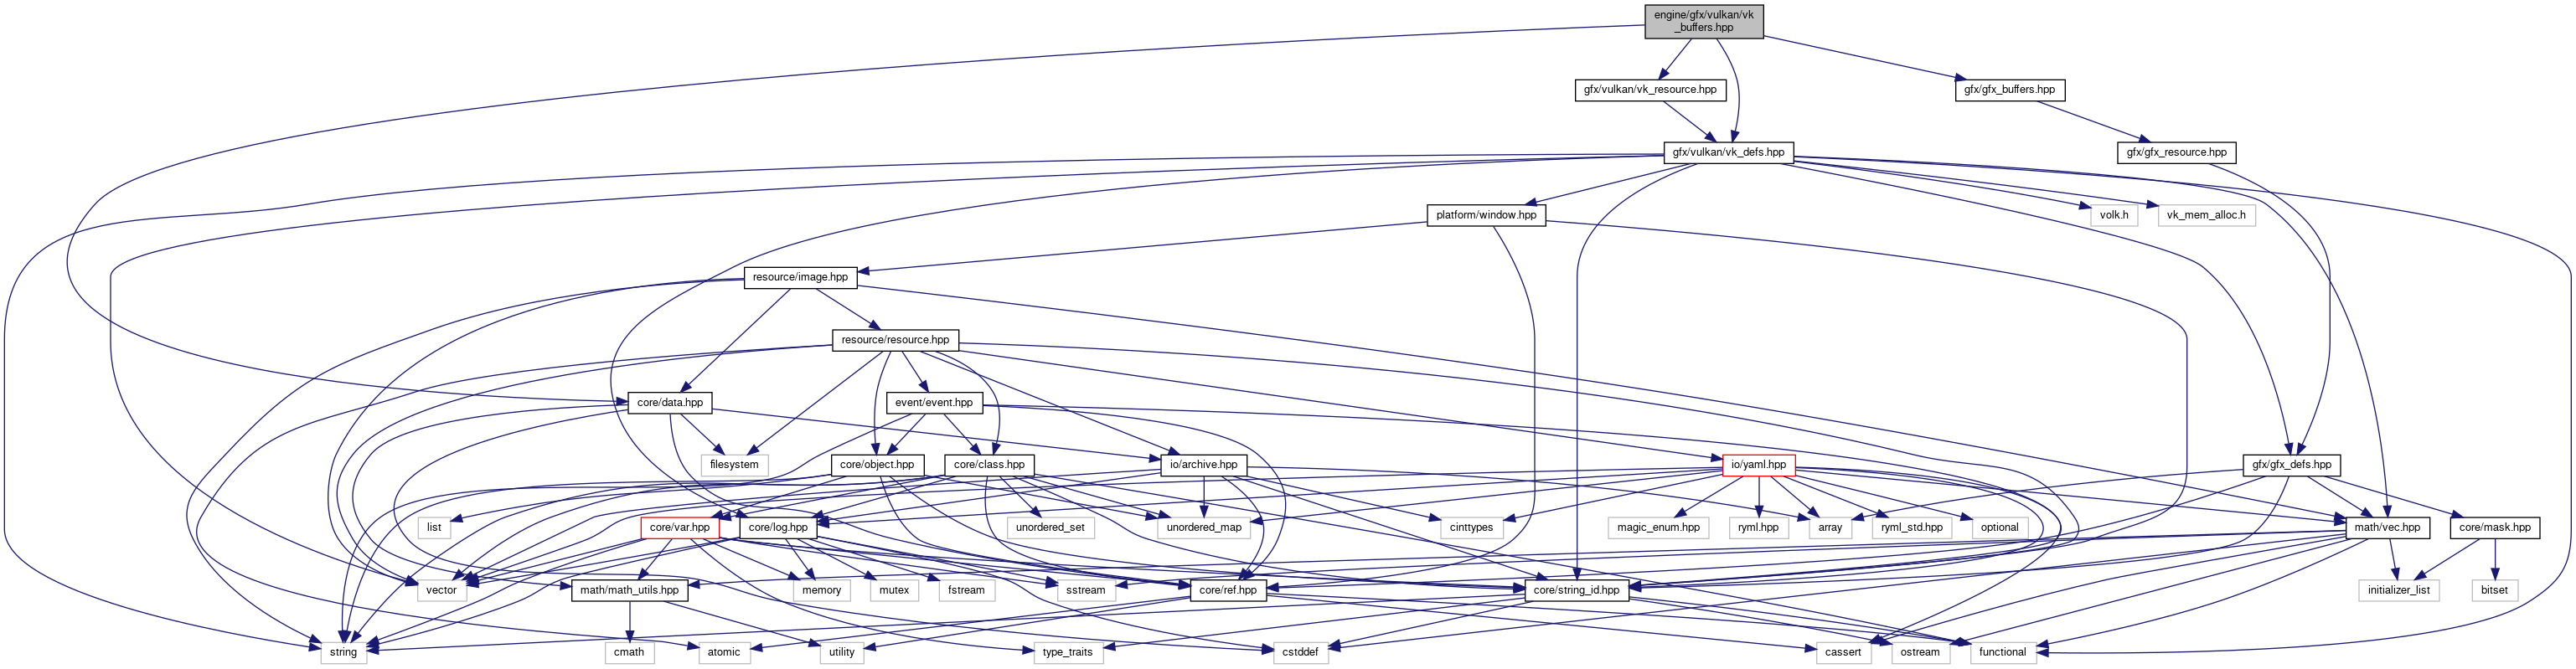 engine/gfx/vulkan/vk
_buffers.hpp
gfx/vulkan/vk_resource.hpp
gfx/gfx_buffers.hpp
gfx/vulkan/vk_defs.hpp
gfx/gfx_resource.hpp
platform/window.hpp
volk.h
vk_mem_alloc.h
resource/image.hpp
resource/resource.hpp
core/data.hpp
event/event.hpp
filesystem
core/object.hpp
core/class.hpp
io/archive.hpp
io/yaml.hpp
gfx/gfx_defs.hpp
list
core/var.hpp
core/log.hpp
unordered_set
unordered_map
cinttypes
magic_enum.hpp
ryml.hpp
array
ryml_std.hpp
optional
math/vec.hpp
core/mask.hpp
vector
math/math_utils.hpp
memory
mutex
fstream
sstream
core/ref.hpp
core/string_id.hpp
initializer_list
bitset
string
cmath
atomic
utility
type_traits
cstddef
cassert
ostream
functional